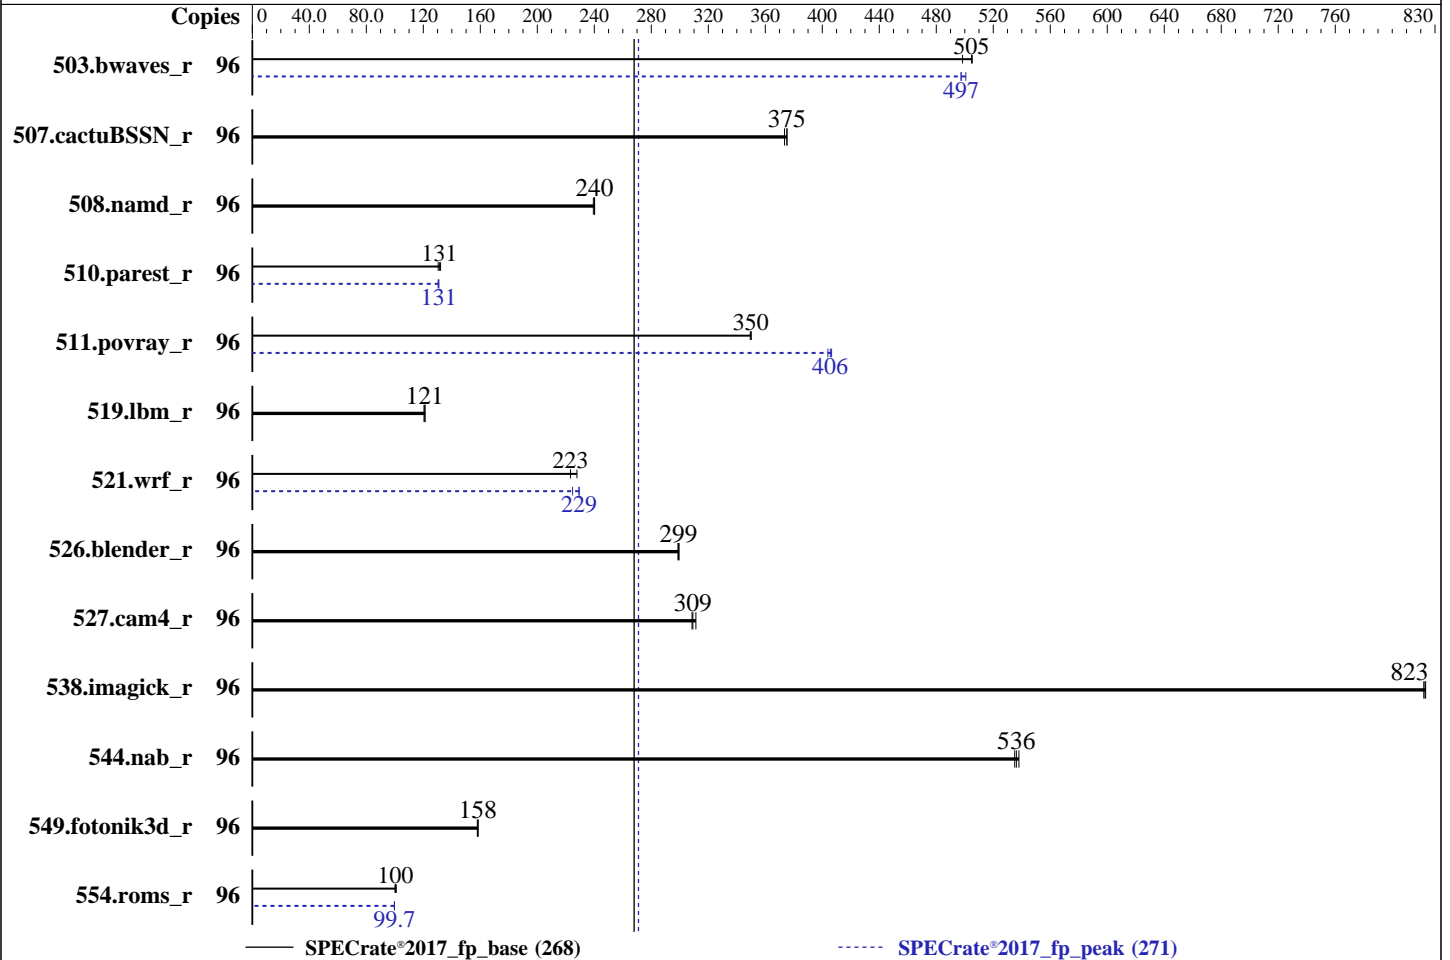 Copies 0 40.0 80.0 120 160 200 240 280 320 360 400 440 480 520 560 600 640 680 720 760 830
505
503.bwaves_r 96
497
375
507.cactuBSSN_r 96
240
508.namd_r 96
131
510.parest_r 96
131
350
511.povray_r 96
406
121
519.lbm_r 96
223
521.wrf_r 96
229
299
526.blender_r 96
309
527.cam4_r 96
823
538.imagick_r 96
536
544.nab_r 96
158
549.fotonik3d_r 96
100
554.roms_r 96
99.7
SPECrate®2017_fp_base (268) SPECrate®2017_fp_peak (271)